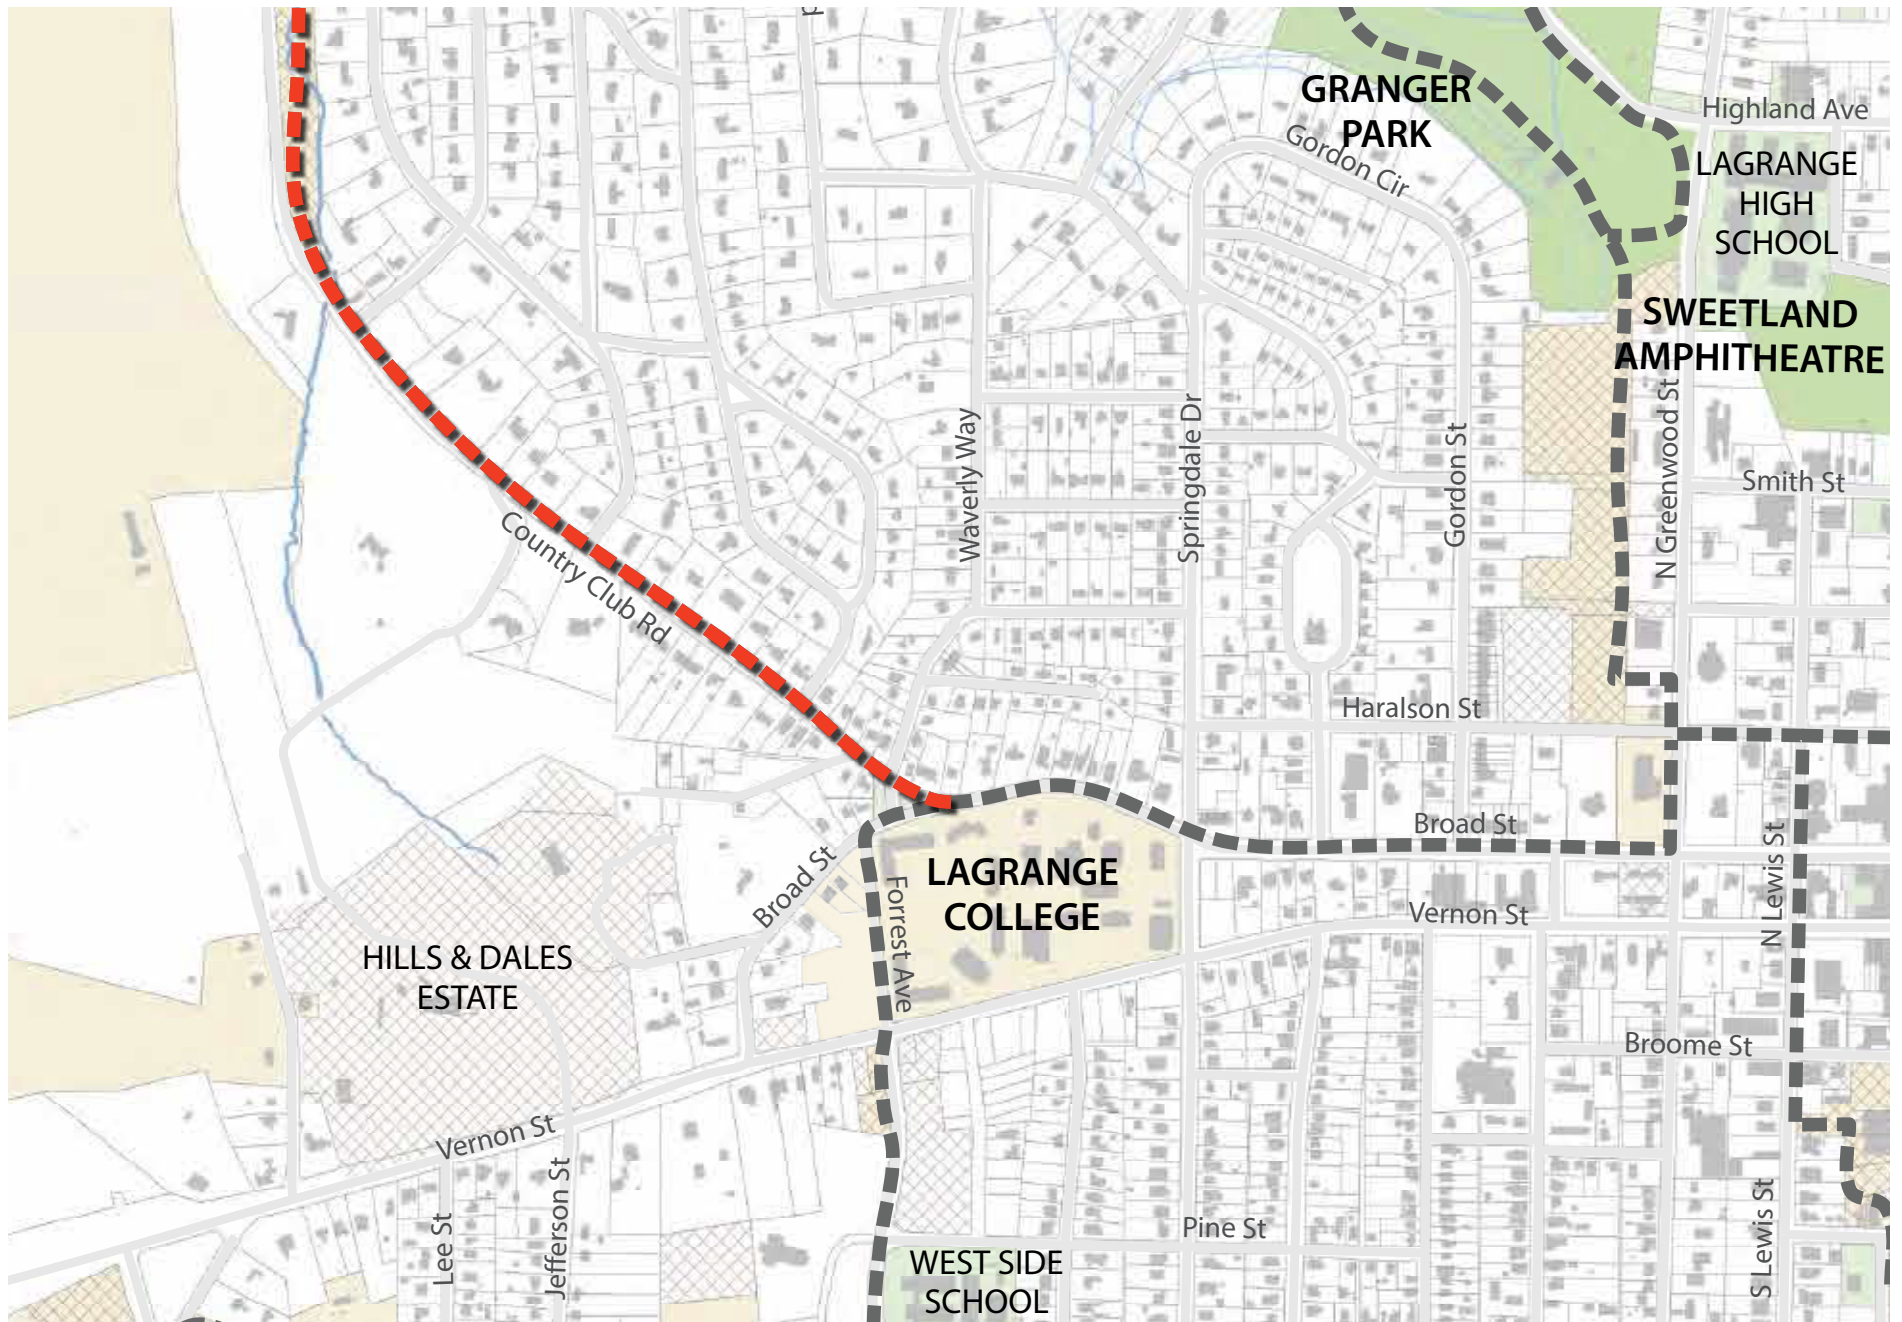 GRANGER
PARK
Highland Ave
Gordon Cir
LAGRANGE
HIGH
SCHOOL
SWEETLAND
AMPHITHEATRE
Waverly Way
Springdale Dr
Gordon St
N Greenwood St
Smith St
Country Club Rd
Haralson St
Broad St
Broad St
LAGRANGE
COLLEGE
Forrest Ave
Vernon St
N Lewis St
HILLS & DALES
ESTATE
Broome St
Vernon St
Lee St
Jefferson St
Pine St
S Lewis St
WEST SIDE
SCHOOL